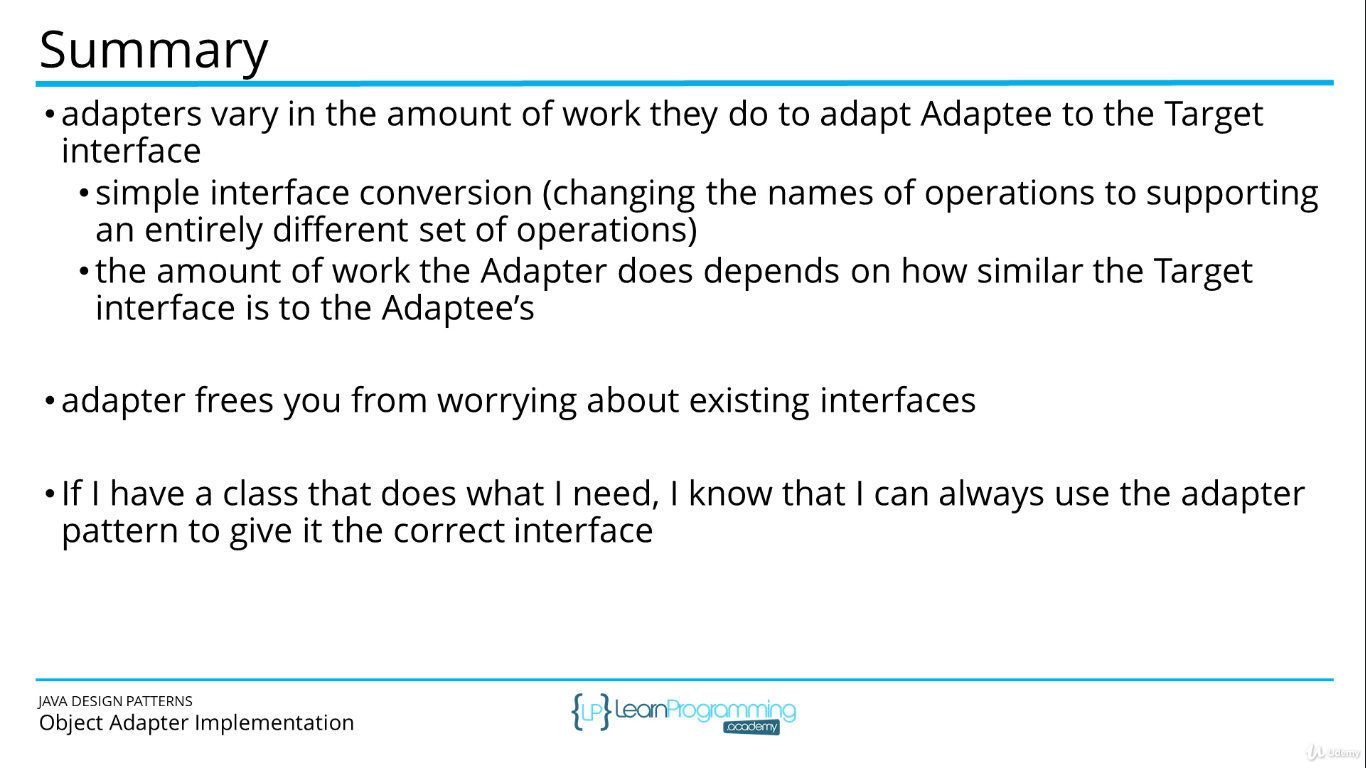 Summary
• adapters vary in the amount of work they do to adapt Adaptee to the Target
interface
• simple interface conversion (changing the names of operations to supporting
an entirely different set of operations)
• the amount of work the Adapter does depends on how similar the Target
interface is to the Adaptee’s
• adapter frees you from worrying about existing interfaces
• If I have a class that does what I need, I know that I can always use the adapter
pattern to give it the correct interface
JAVA DESIGN PATTERNS
Object Adapter Implementation
{LP} LearnProgramming
.academy
Udemy